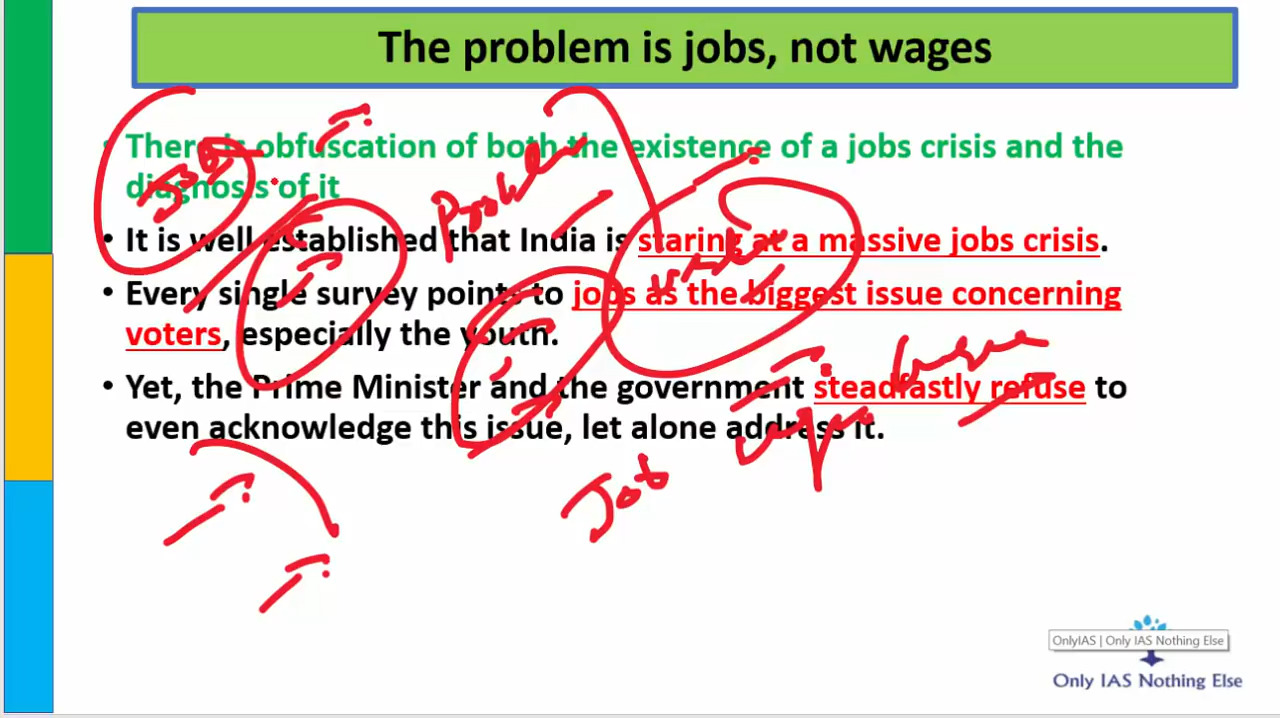 The problem is jobs, not wages
• There is obfuscation of both the existence of a jobs crisis and the
diagnosis of it
• It is well established that India is staring at a massive jobs crisis.
• Every single survey points to jobs as the biggest issue concerning
voters, especially the youth.
• Yet, the Prime Minister and the government steadfastly refuse to
even acknowledge this issue, let alone address it.
Problem
Job
OnlyIAS | Only IAS Nothing Else
Only IAS Nothing Else